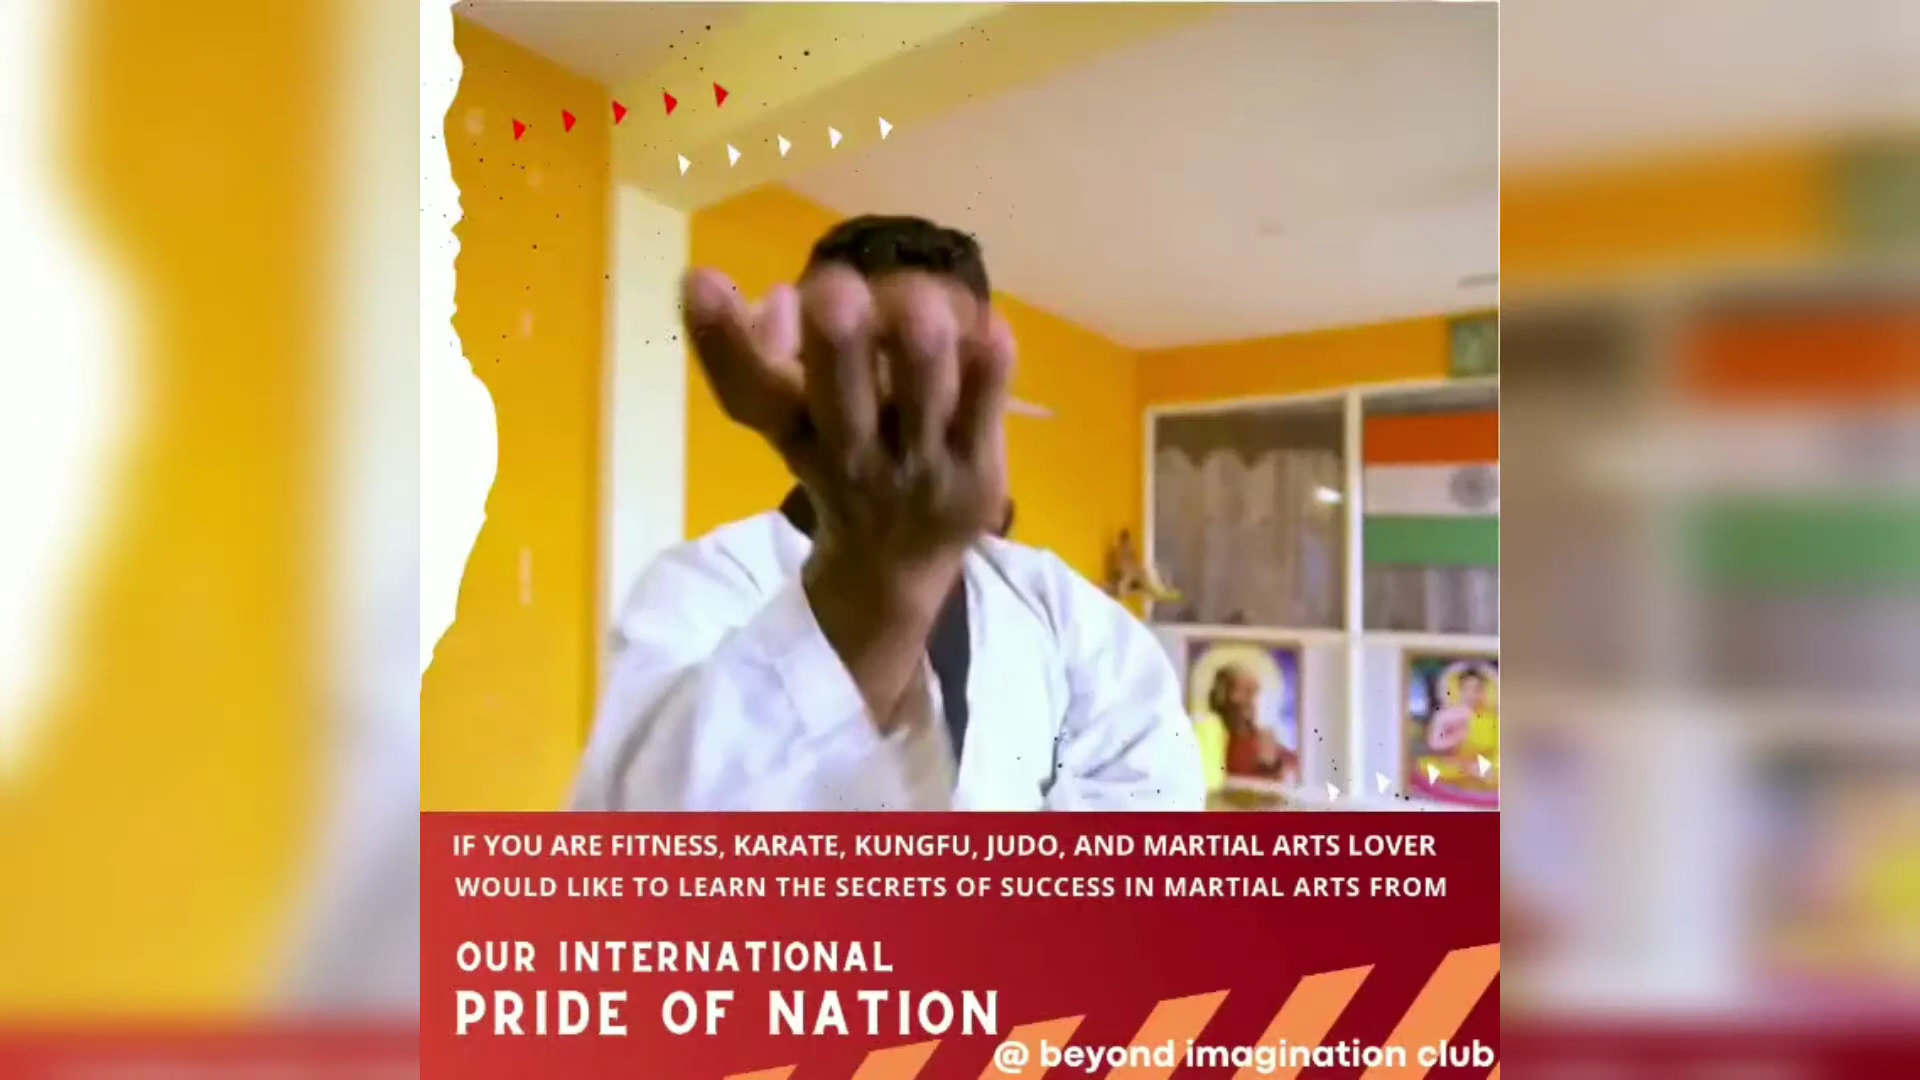 IF YOU ARE FITNESS, KARATE, KUNGFU, JUDO, AND MARTIAL ARTS LOVER
WOULD LIKE TO LEARN THE SECRETS OF SUCCESS IN MARTIAL ARTS FROM
OUR INTERNATIONAL
PRIDE OF NATION
@ beyond imagination club